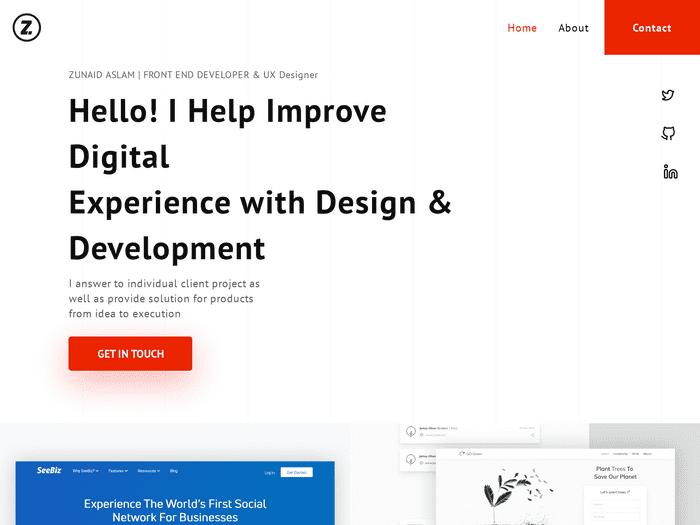 Z.
Home About Contact
ZUNAID ASLAM | FRONT END DEVELOPER & UX Designer
Hello! I Help Improve
Digital
Experience with Design &
Development
I answer to individual client project as
well as provide solution for products
from idea to execution
GET IN TOUCH
SeeBiz Why SeeBiz? Features Resources Blog Log In Get Started
Experience The World's First Social
Network For Businesses
Plant Trees To
Save Our Planet
Let's plant trees